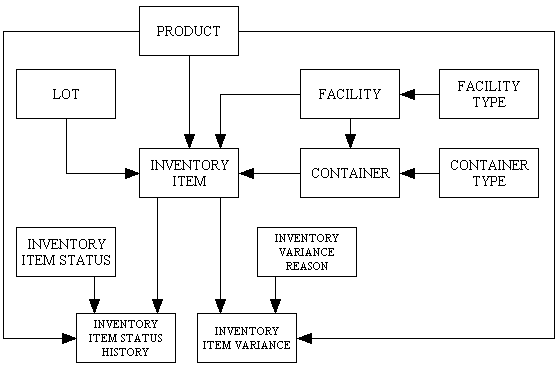 PRODUCT
LOT
FACILITY
FACILITY
TYPE
INVENTORY
ITEM
CONTAINER
CONTAINER
TYPE
INVENTORY
ITEM STATUS
INVENTORY
VARIANCE
REASON
INVENTORY
ITEM STATUS
HISTORY
INVENTORY
ITEM VARIANCE